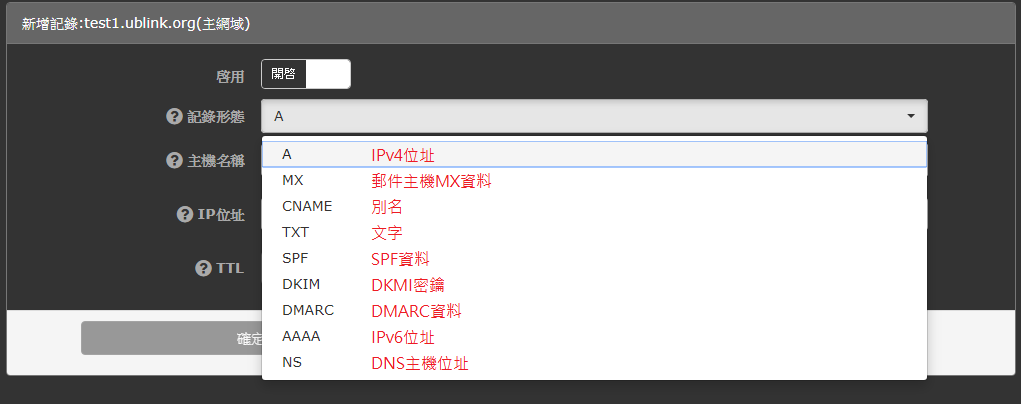 新增記錄:test1.ublink.org(主網域)
啓用 開啓
記錄形態 A
主機名稱
A IPv4位址
MX 郵件主機MX資料
CNAME 別名
IP位址
TXT 文字
SPF SPF資料
TTL
DKIM DKMI密鑰
DMARC DMARC資料
AAAA IPv6位址
確定
NS DNS主機位址